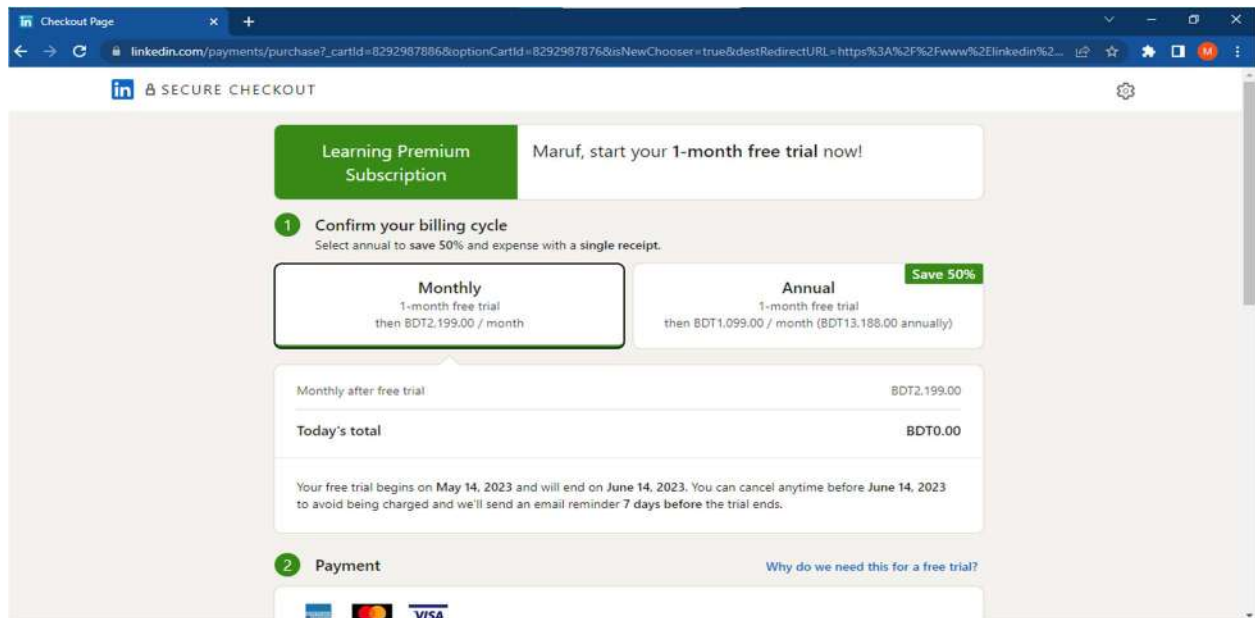 in Checkout Page
linkedin.com/payments/purchase?_cartId=8292987886&optionCartId=8292987876&isNewChooser=true&destRedirectURL=https%3A%2F%2Fwww%2Elinkedin%2...
M
in SECURE CHECKOUT
Learning Premium
Subscription
Maruf, start your 1-month free trial now!
1 Confirm your billing cycle
Select annual to save 50% and expense with a single receipt.
Monthly
1-month free trial
then BDT2,199.00 / month
Save 50%
Annual
1-month free trial
then BDT1,099.00 / month (BDT13,188.00 annually)
Monthly after free trial BDT2,199.00
Today's total BDT0.00
Your free trial begins on May 14, 2023 and will end on June 14, 2023. You can cancel anytime before June 14, 2023
to avoid being charged and we'll send an email reminder 7 days before the trial ends.
2 Payment Why do we need this for a free trial?
VISA